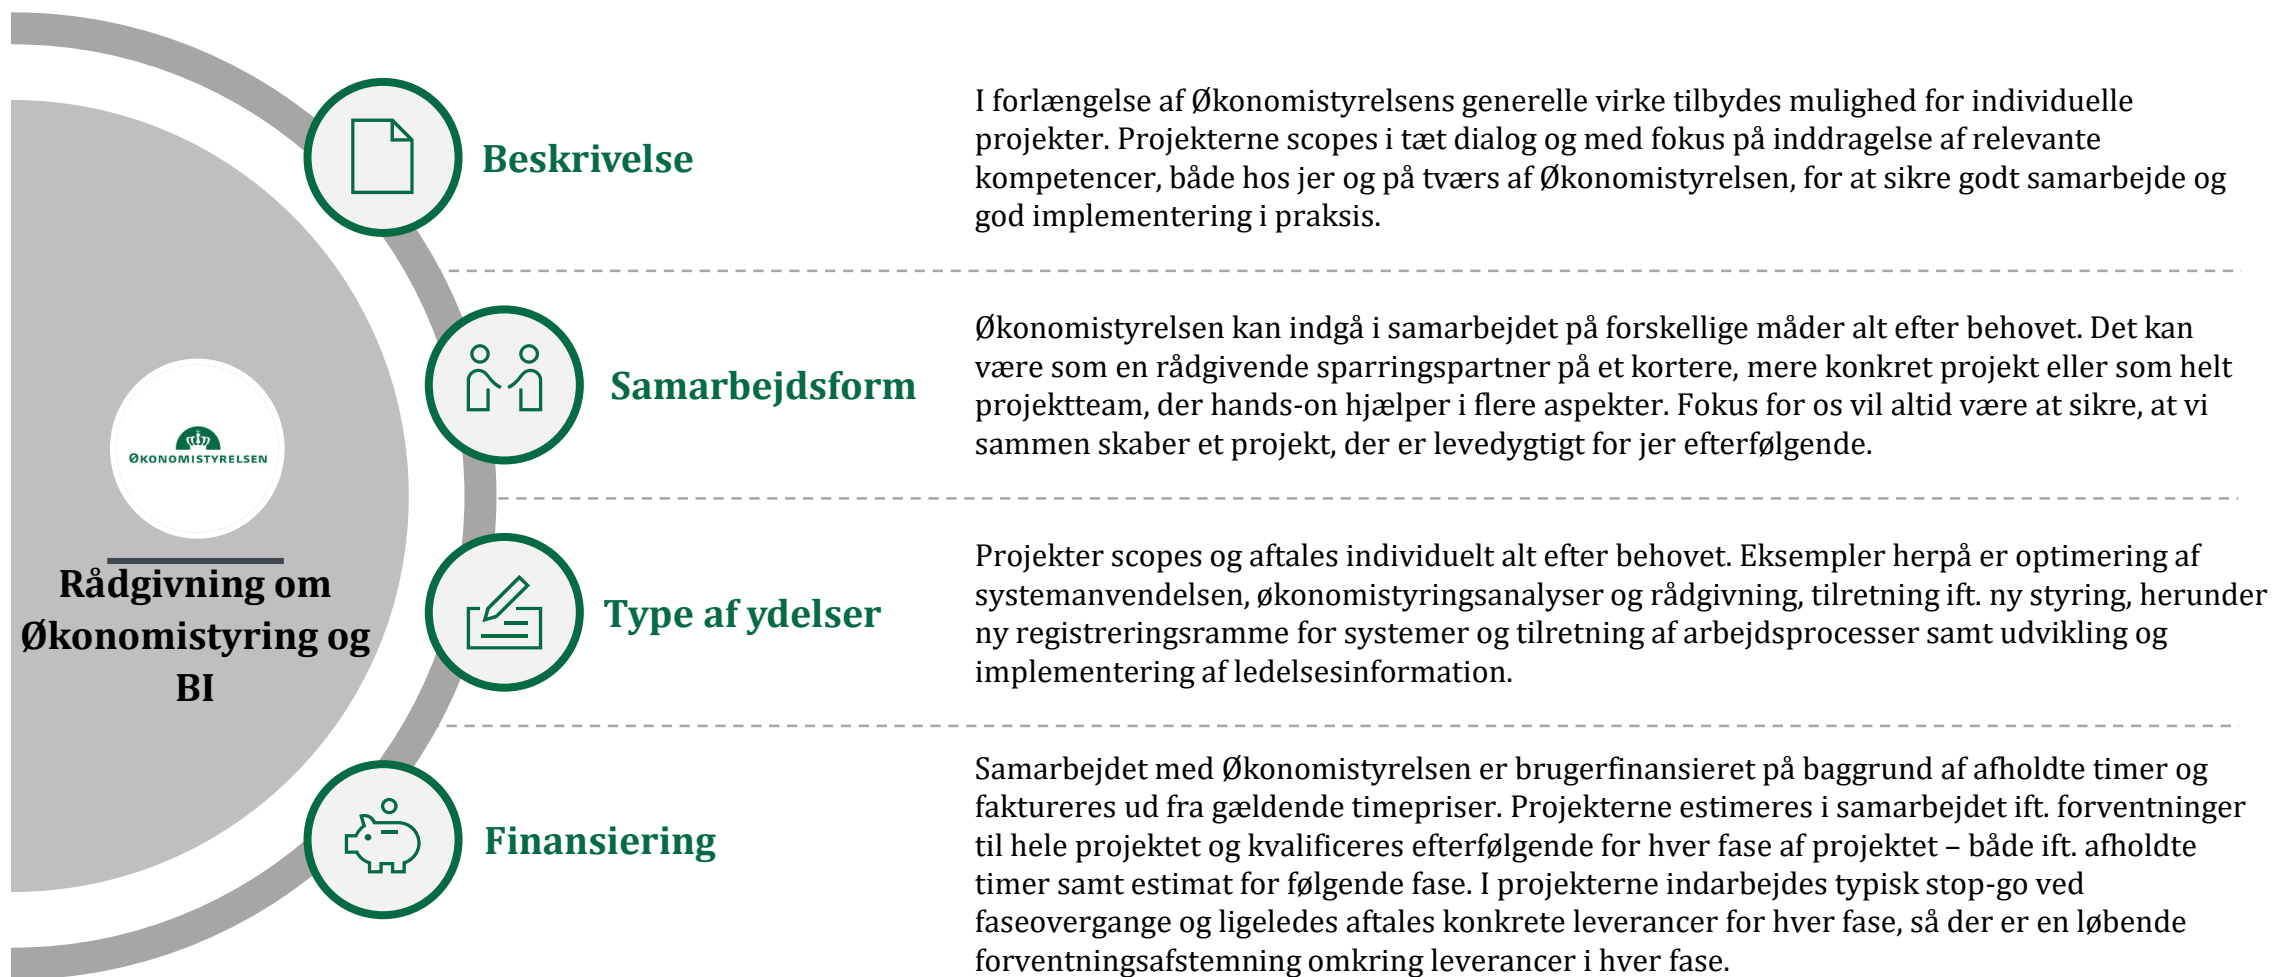 Beskrivelse
I forlængelse af Økonomistyrelsens generelle virke tilbydes mulighed for individuelle
projekter. Projekterne scopes i tæt dialog og med fokus på inddragelse af relevante
kompetencer, både hos jer og på tværs af Økonomistyrelsen, for at sikre godt samarbejde og
god implementering i praksis.
Samarbejdsform
Økonomistyrelsen kan indgå i samarbejdet på forskellige måder alt efter behovet. Det kan
være som en rådgivende sparringspartner på et kortere, mere konkret projekt eller som helt
projektteam, der hands-on hjælper i flere aspekter. Fokus for os vil altid være at sikre, at vi
sammen skaber et projekt, der er levedygtigt for jer efterfølgende.
ØKONOMISTYRELSEN
Rådgivning om
Økonomistyring og
BI
Type af ydelser
Projekter scopes og aftales individuelt alt efter behovet. Eksempler herpå er optimering af
systemanvendelsen, økonomistyringsanalyser og rådgivning, tilretning ift. ny styring, herunder
ny registreringsramme for systemer og tilretning af arbejdsprocesser samt udvikling og
implementering af ledelsesinformation.
Finansiering
Samarbejdet med Økonomistyrelsen er brugerfinansieret på baggrund af afholdte timer og
faktureres ud fra gældende timepriser. Projekterne estimeres i samarbejdet ift. forventninger
til hele projektet og kvalificeres efterfølgende for hver fase af projektet – både ift. afholdte
timer samt estimat for følgende fase. I projekterne indarbejdes typisk stop-go ved
faseovergange og ligeledes aftales konkrete leverancer for hver fase, så der er en løbende
forventningsafstemning omkring leverancer i hver fase.